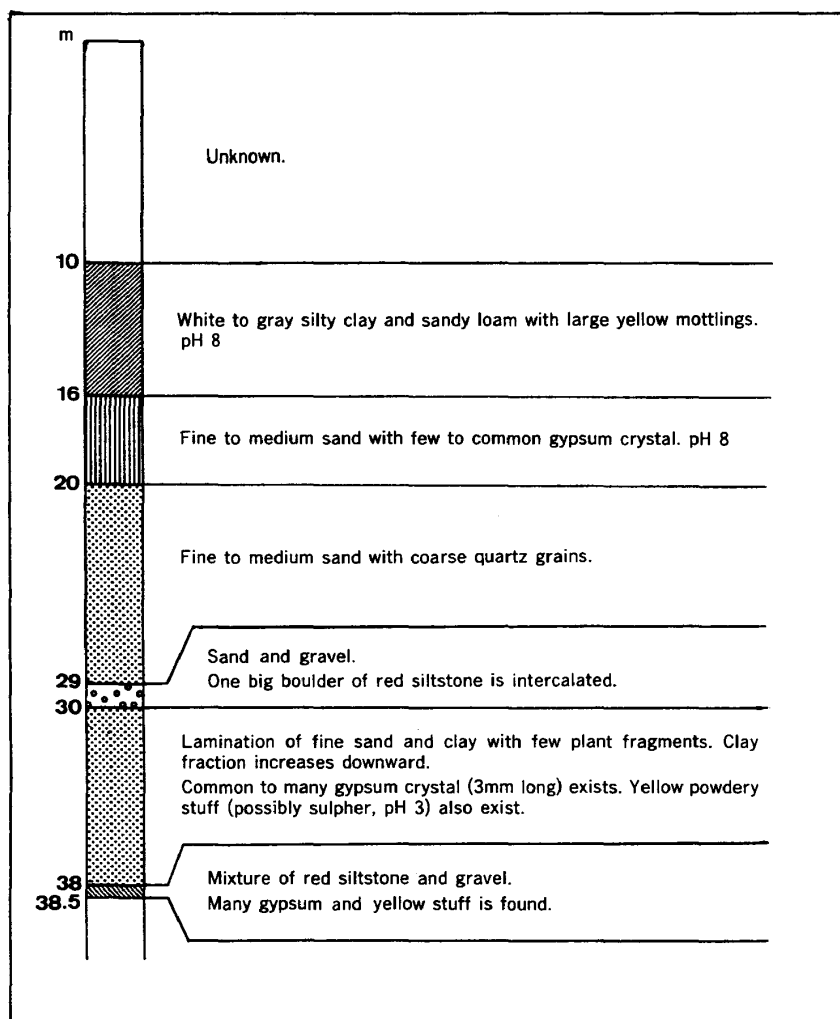 m
Unknown.
10
White to gray silty clay and sandy loam with large yellow mottlings.
pH 8
16
Fine to medium sand with few to common gypsum crystal. pH 8
20
Fine to medium sand with coarse quartz grains.
Sand and gravel.
29
One big boulder of red siltstone is intercalated.
30
Lamination of fine sand and clay with few plant fragments. Clay
fraction increases downward.
Common to many gypsum crystal (3mm long) exists. Yellow powdery
stuff (possibly sulpher, pH 3) also exist.
38
Mixture of red siltstone and gravel.
38.5
Many gypsum and yellow stuff is found.